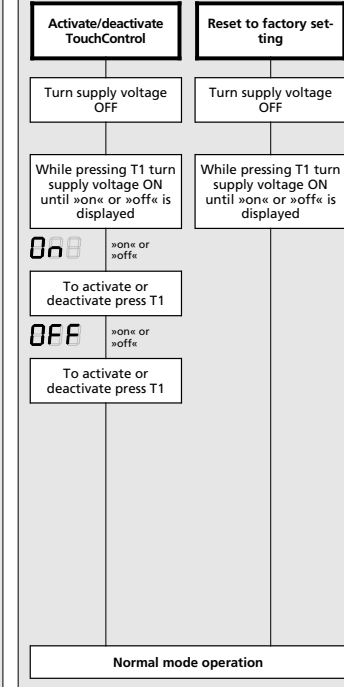 Activate/deactivate
TouchControl
Turn supply voltage
OFF
While pressing T1 turn
supply voltage ON
until »on« or »off« is
displayed
On
»on« or
»off«
To activate or
deactivate press T1
OFF
»on« or
»off«
To activate or
deactivate press T1
Reset to factory set-
ting
Turn supply voltage
OFF
While pressing T1 turn
supply voltage ON
until »on« or »off« is
displayed
Normal mode operation